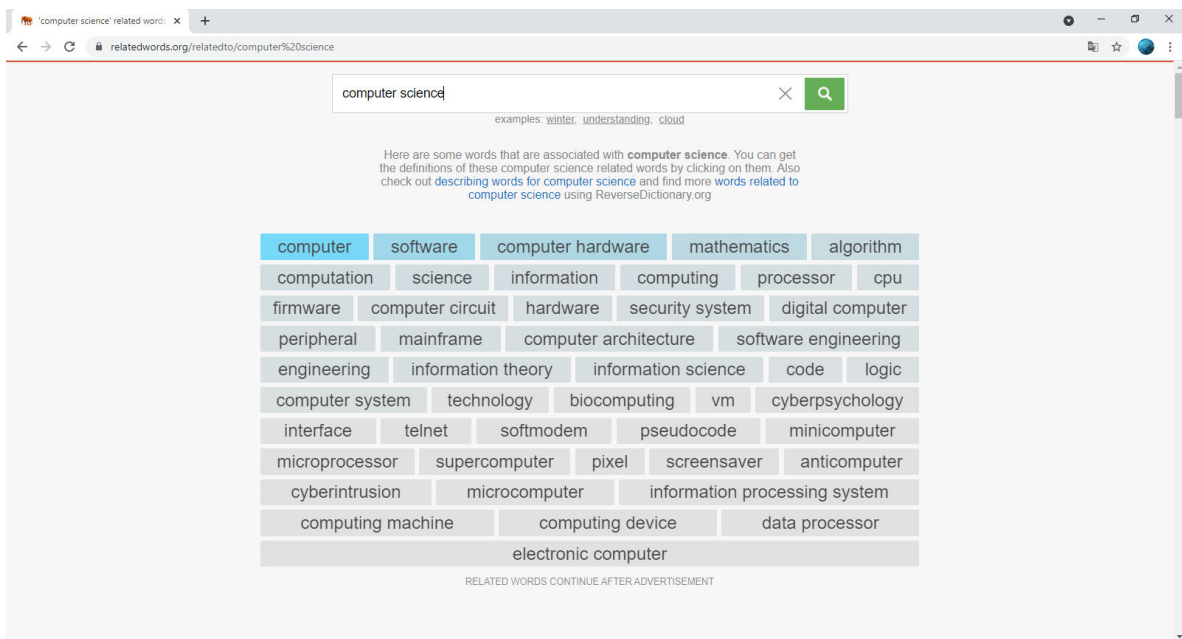 'computer science' related words
relatedwords.org/relatedto/computer%20science
computer science
examples: winter, understanding, cloud
Here are some words that are associated with computer science. You can get
the definitions of these computer science related words by clicking on them. Also
check out describing words for computer science and find more words related to
computer science using ReverseDictionary.org
computer software computer hardware mathematics algorithm
computation science information computing processor cpu
firmware computer circuit hardware security system digital computer
peripheral mainframe computer architecture software engineering
engineering information theory information science code logic
computer system technology biocomputing vm cyberpsychology
interface telnet softmodem pseudocode minicomputer
microprocessor supercomputer pixel screensaver anticomputer
cyberintrusion microcomputer information processing system
computing machine computing device data processor
electronic computer
RELATED WORDS CONTINUE AFTER ADVERTISEMENT